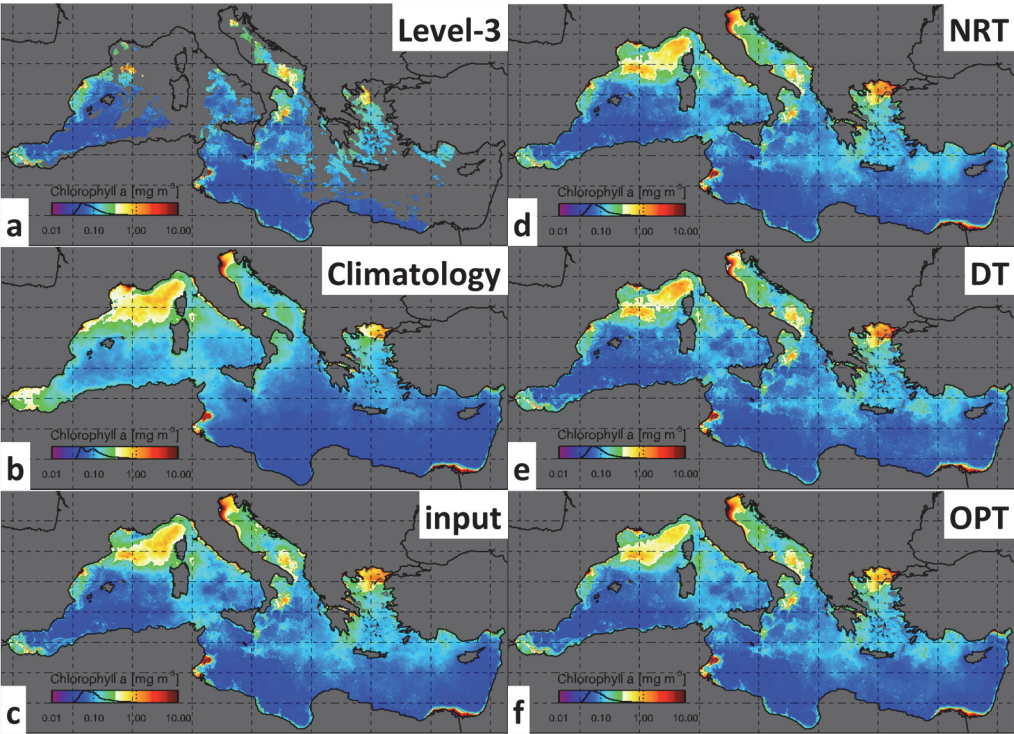 Level-3
Chlorophyll a [mg m-3]
0.01 0.10 1.00 10.00
a
NRT
Chlorophyll a [mg m-3]
0.01 0.10 1.00 10.00
d
Climatology
Chlorophyll a [mg m-3]
0.01 0.10 1.00 10.00
b
DT
Chlorophyll a [mg m-3]
0.01 0.10 1.00 10.00
e
input
Chlorophyll a [mg m-3]
0.01 0.10 1.00 10.00
c
OPT
Chlorophyll a [mg m-3]
0.01 0.10 1.00 10.00
f